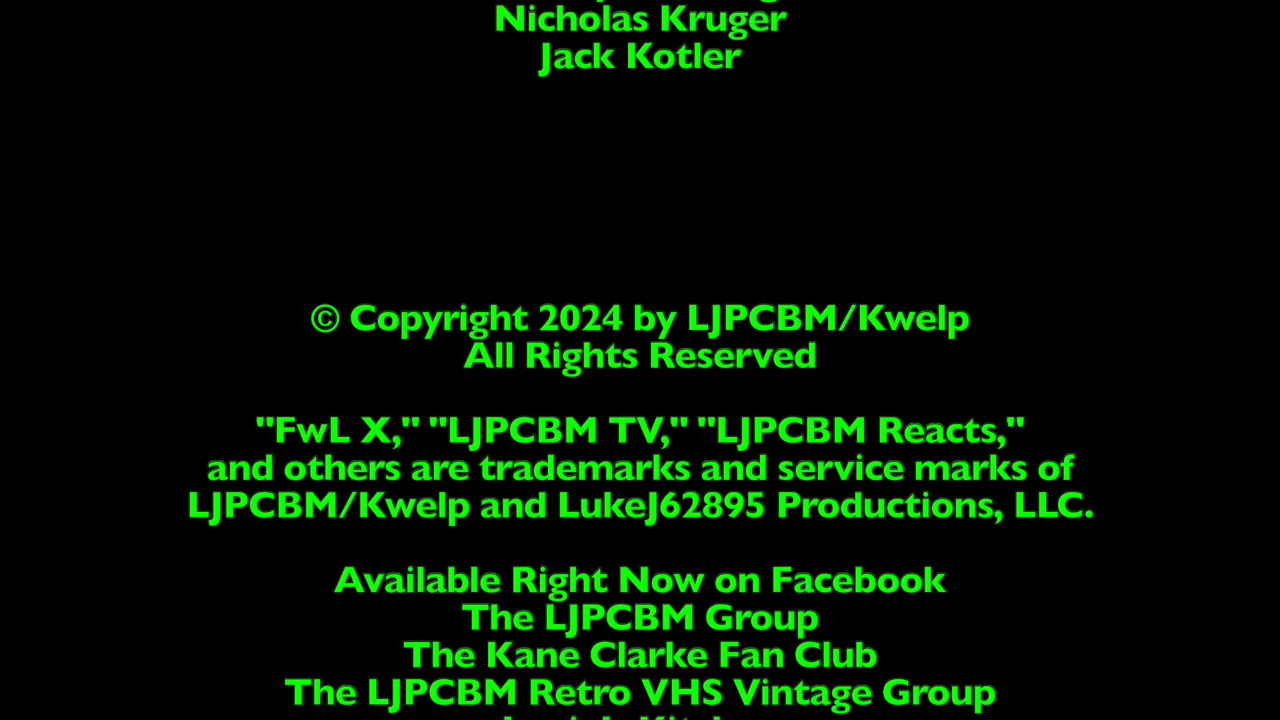 Nicholas Kruger
Jack Kotler
© Copyright 2024 by LJPCBM/Kwelp
All Rights Reserved
"FwL X," "LJPCBM TV," "LJPCBM Reacts,"
and others are trademarks and service marks of
LJPCBM/Kwelp and LukeJ62895 Productions, LLC.
Available Right Now on Facebook
The LJPCBM Group
The Kane Clarke Fan Club
The LJPCBM Retro VHS Vintage Group